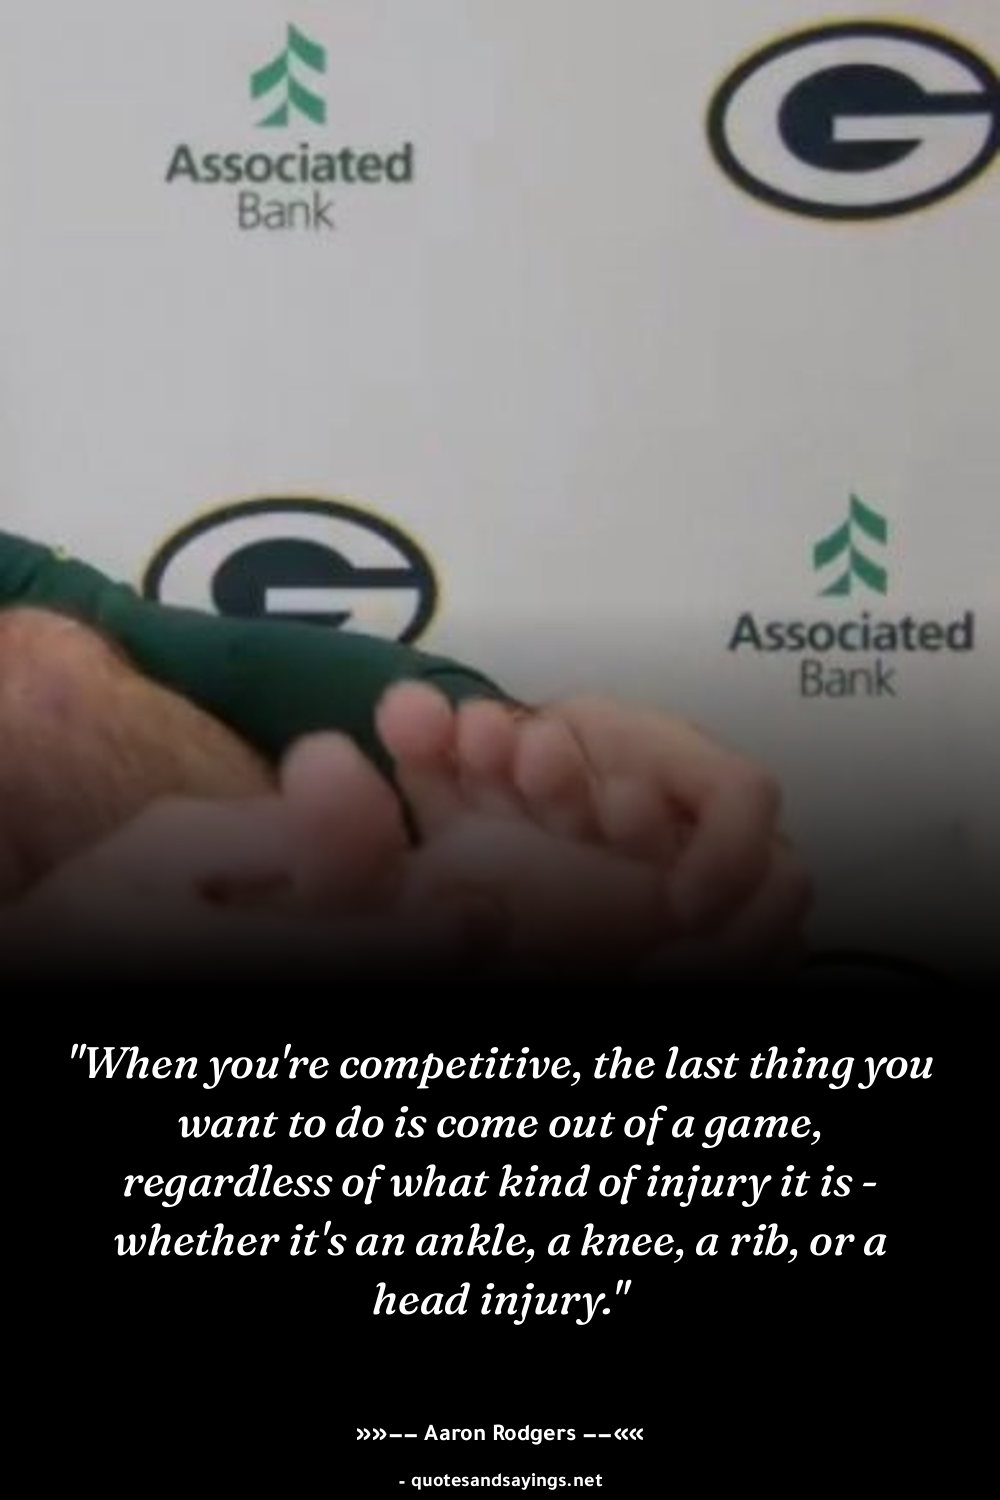 Associated
Bank
G
G
Associated
Bank
"When you're competitive, the last thing you
want to do is come out of a game,
regardless of what kind of injury it is -
whether it's an ankle, a knee, a rib, or a
head injury."
»»−− Aaron Rodgers −−««
- quotesandsayings.net